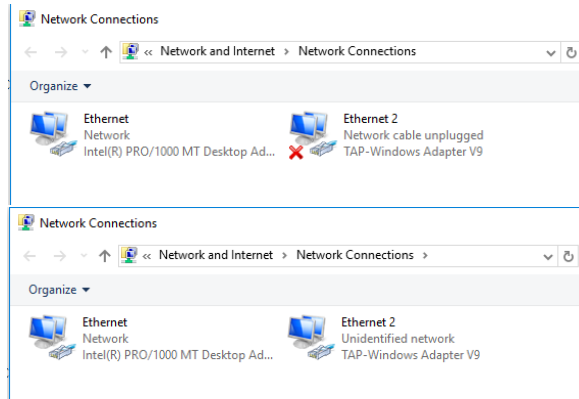 Network Connections
« Network and Internet > Network Connections
Organize
Ethernet
Network
Intel(R) PRO/1000 MT Desktop Ad...
Ethernet 2
Network cable unplugged
TAP-Windows Adapter V9
Network Connections
« Network and Internet > Network Connections >
Organize
Ethernet
Network
Intel(R) PRO/1000 MT Desktop Ad...
Ethernet 2
Unidentified network
TAP-Windows Adapter V9